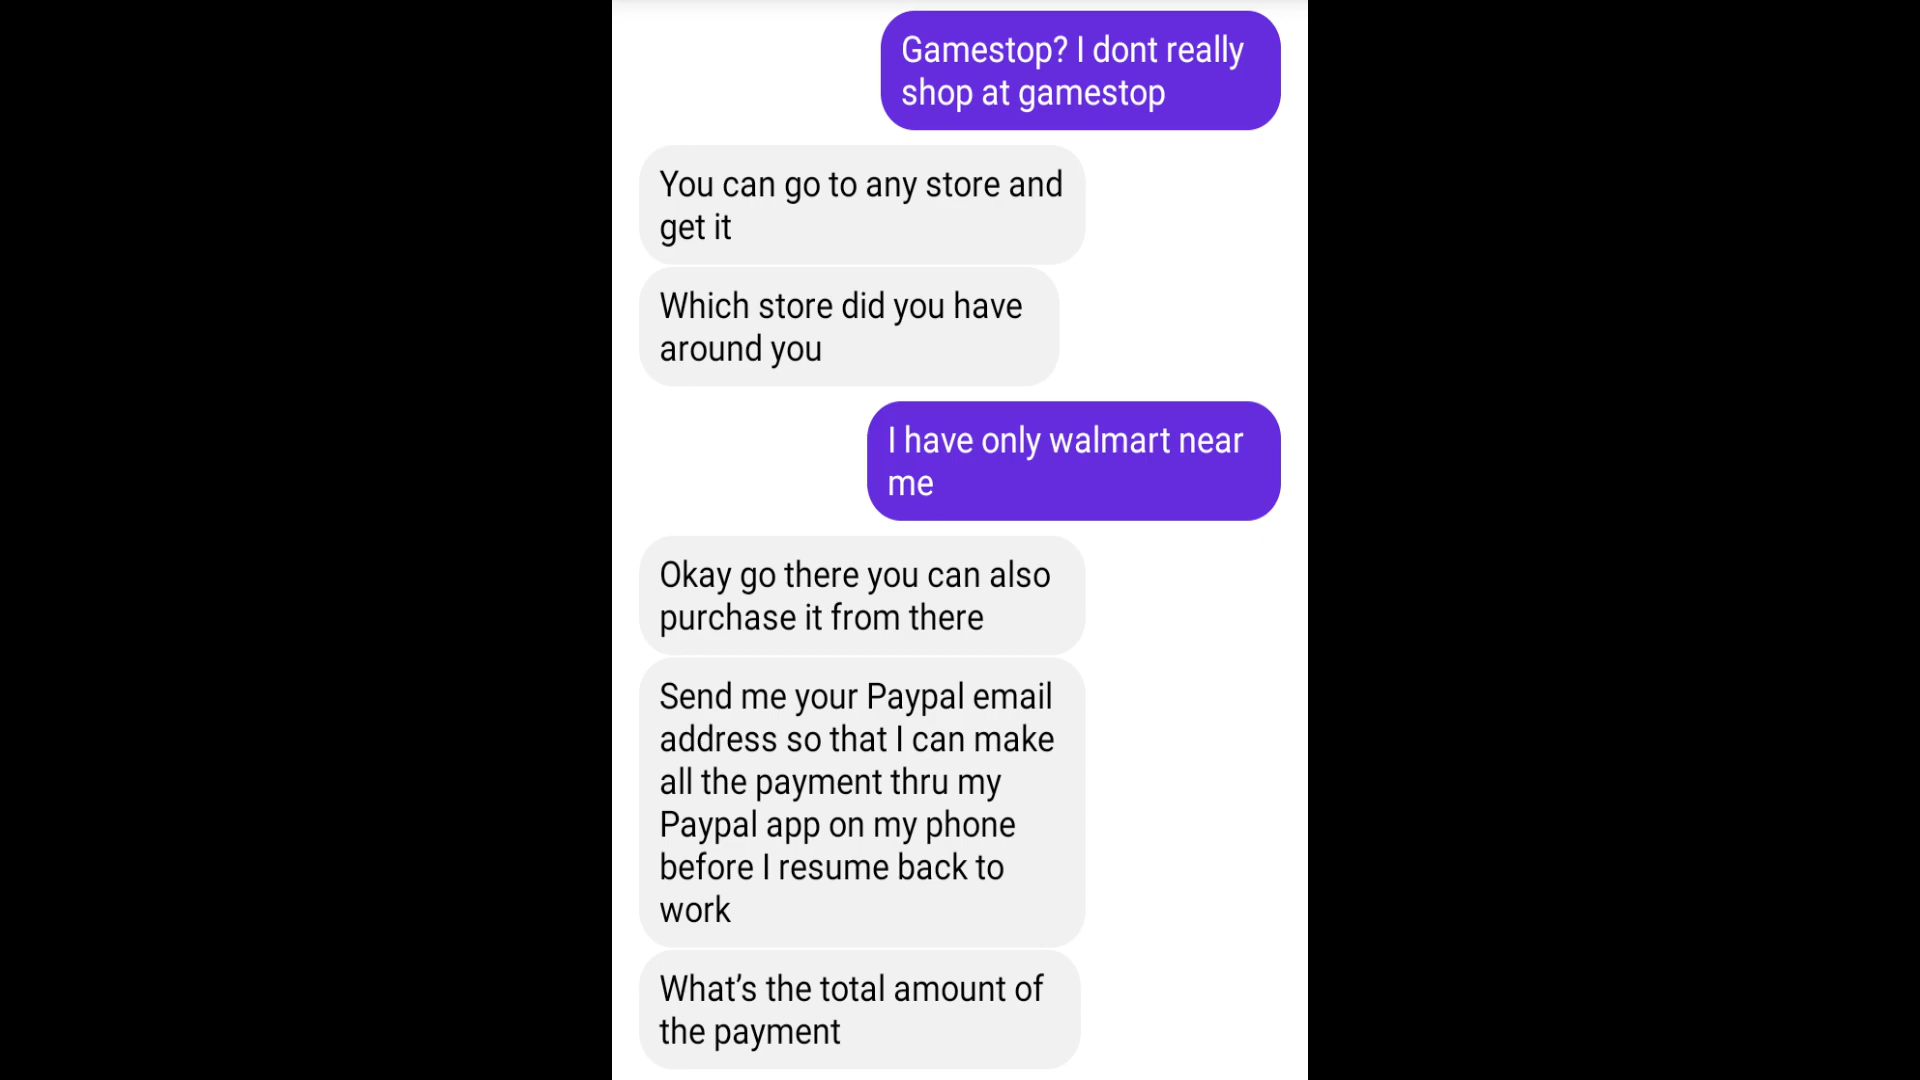 Gamestop? I dont really
shop at gamestop
You can go to any store and
get it
Which store did you have
around you
I have only walmart near
me
Okay go there you can also
purchase it from there
Send me your Paypal email
address so that I can make
all the payment thru my
Paypal app on my phone
before I resume back to
work
What’s the total amount of
the payment